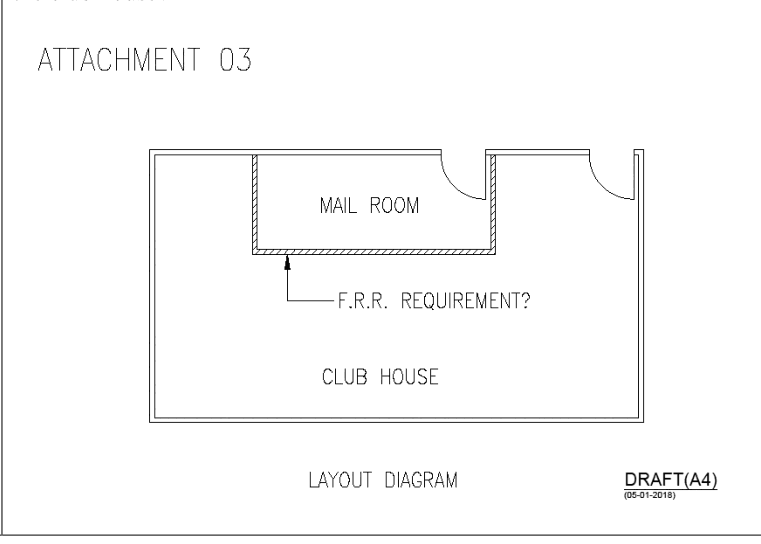 ATTACHMENT 03
MAIL ROOM
F.R.R. REQUIREMENT?
CLUB HOUSE
LAYOUT DIAGRAM
DRAFT(A4)
(05-01-2018)